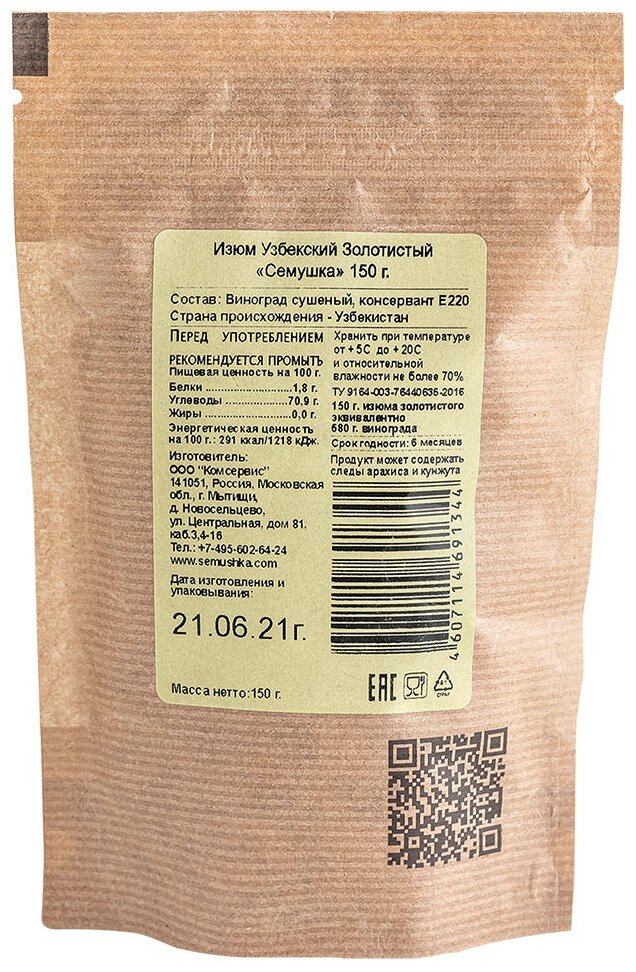 Изюм Узбекский Золотистый
«Семушка» 150 г.
Состав: Виноград сушеный, консервант Е220
Страна происхождения - Узбекистан
Перед употреблением
РЕКОМЕНДУЕТСЯ ПРОМЫТЬ
Пищевая ценность на 100 г.
Белки ................... 1,8 г.
Углеводы ............. 70,9 г.
Жиры ................... 0,0 г.
Энергетическая ценность
на 100 г.: 291 ккал/1218 кДж.
Изготовитель:
ООО "Комсервис"
141051, Россия, Московская
обл., г. Мытищи,
д. Новосельцево,
ул. Центральная, дом 81,
каб.3,4-16
Тел.: +7-495-602-64-24
www.semushka.com
Дата изготовления и
упаковывания:
21.06.21г.
Масса нетто:150 г.
Хранить при температуре
от +5С до +20С
и относительной
влажности не более 70%
ТУ 9164-003-76440635-2016
150 г. изюма золотистого
эквивалентно
680 г. винограда
Срок годности: 6 месяцев
Продукт может содержать
следы арахиса и кунжута
4607114691344
EAC